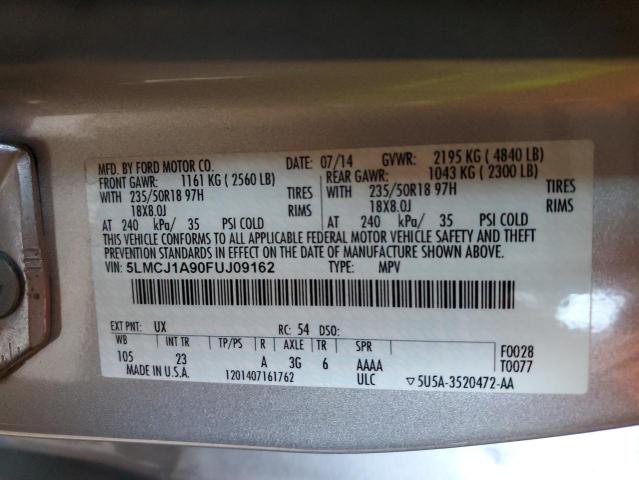 MFD. BY FORD MOTOR CO. DATE: 07/14 GVWR: 2195 KG ( 4840 LB)
FRONT GAWR: 1161 KG ( 2560 LB) REAR GAWR: 1043 KG ( 2300 LB)
WITH 235/50R18 97H TIRES WITH 235/50R18 97H TIRES
18X8.0J RIMS 18X8.0J RIMS
AT 240 kPa/ 35 PSI COLD AT 240 kPa/ 35 PSI COLD
THIS VEHICLE CONFORMS TO ALL APPLICABLE FEDERAL MOTOR VEHICLE SAFETY AND THEFT
PREVENTION STANDARDS IN EFFECT ON THE DATE OF MANUFACTURE SHOWN ABOVE.
VIN: 5LMCJ1A90FUJ09162 TYPE: MPV
EXT PNT: UX RC: 54 DSO:
WB INT TR TP/PS R AXLE TR SPR F0028
105 23 A 3G 6 AAAA T0077
MADE IN U.S.A. 1201407161762 ULC ▽5U5A-3520472-AA